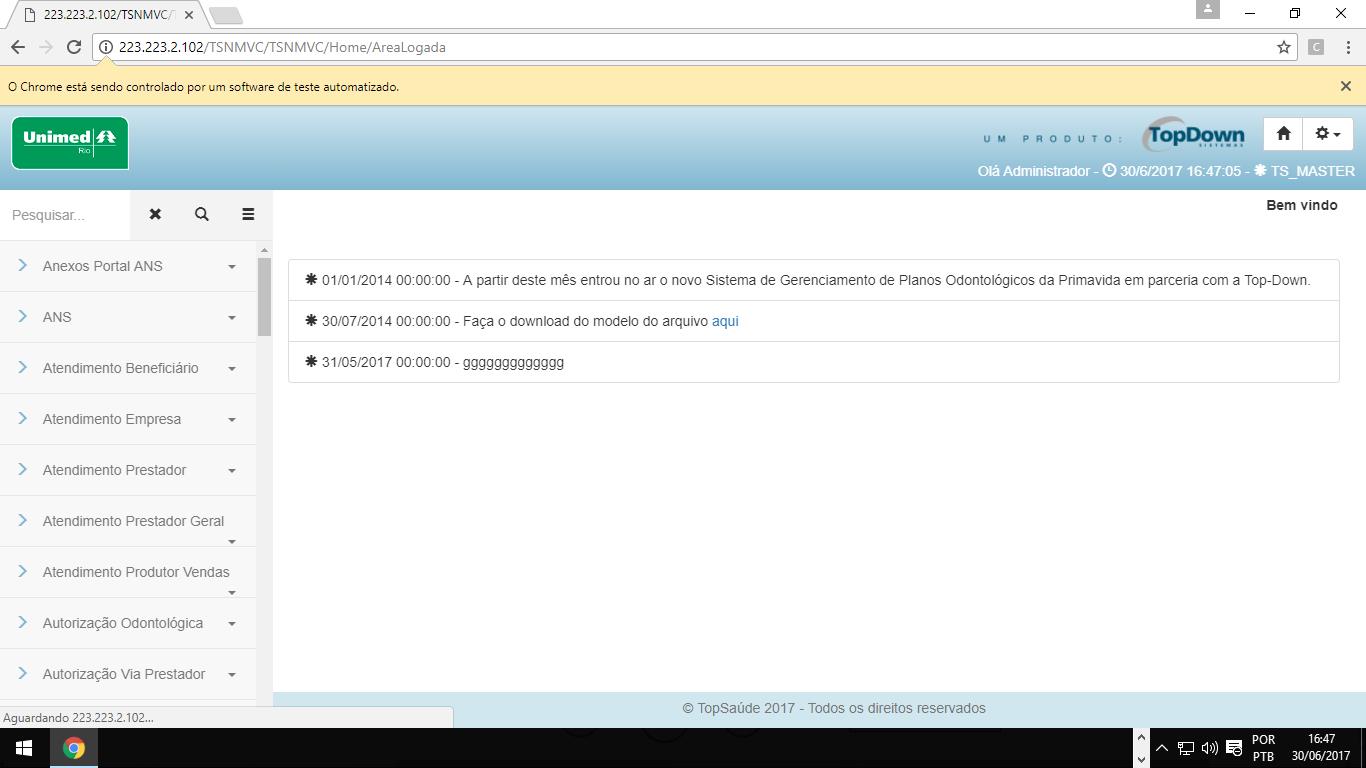 223.223.2.102/TSNMVC/T
223.223.2.102/TSNMVC/TSNMVC/Home/AreaLogada
C
O Chrome está sendo controlado por um software de teste automatizado.
Unimed
Rio
UM PRODUTO:
TopDown
SISTEMAS
Olá Administrador - 30/6/2017 16:47:05 - TS_MASTER
Pesquisar...
Bem vindo
Anexos Portal ANS
ANS
Atendimento Beneficiário
Atendimento Empresa
Atendimento Prestador
Atendimento Prestador Geral
Atendimento Produtor Vendas
Autorização Odontológica
Autorização Via Prestador
01/01/2014 00:00:00 - A partir deste mês entrou no ar o novo Sistema de Gerenciamento de Planos Odontológicos da Primavida em parceria com a Top-Down.
30/07/2014 00:00:00 - Faça o download do modelo do arquivo aqui
31/05/2017 00:00:00 - ggggggggggggg
© TopSaúde 2017 - Todos os direitos reservados
Aguardando 223.223.2.102...
POR
PTB
16:47
30/06/2017